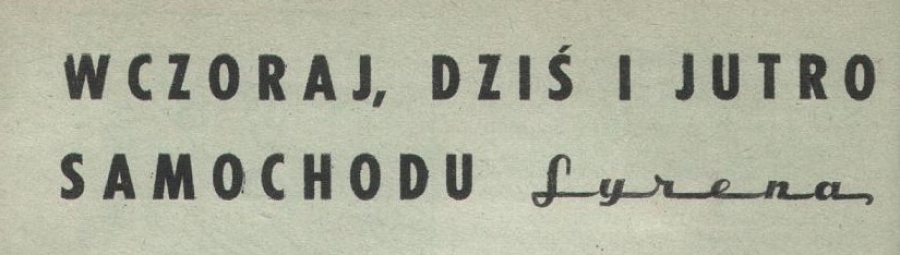 WCZORAJ, DZIŚ I JUTRO
SAMOCHODU Syrena